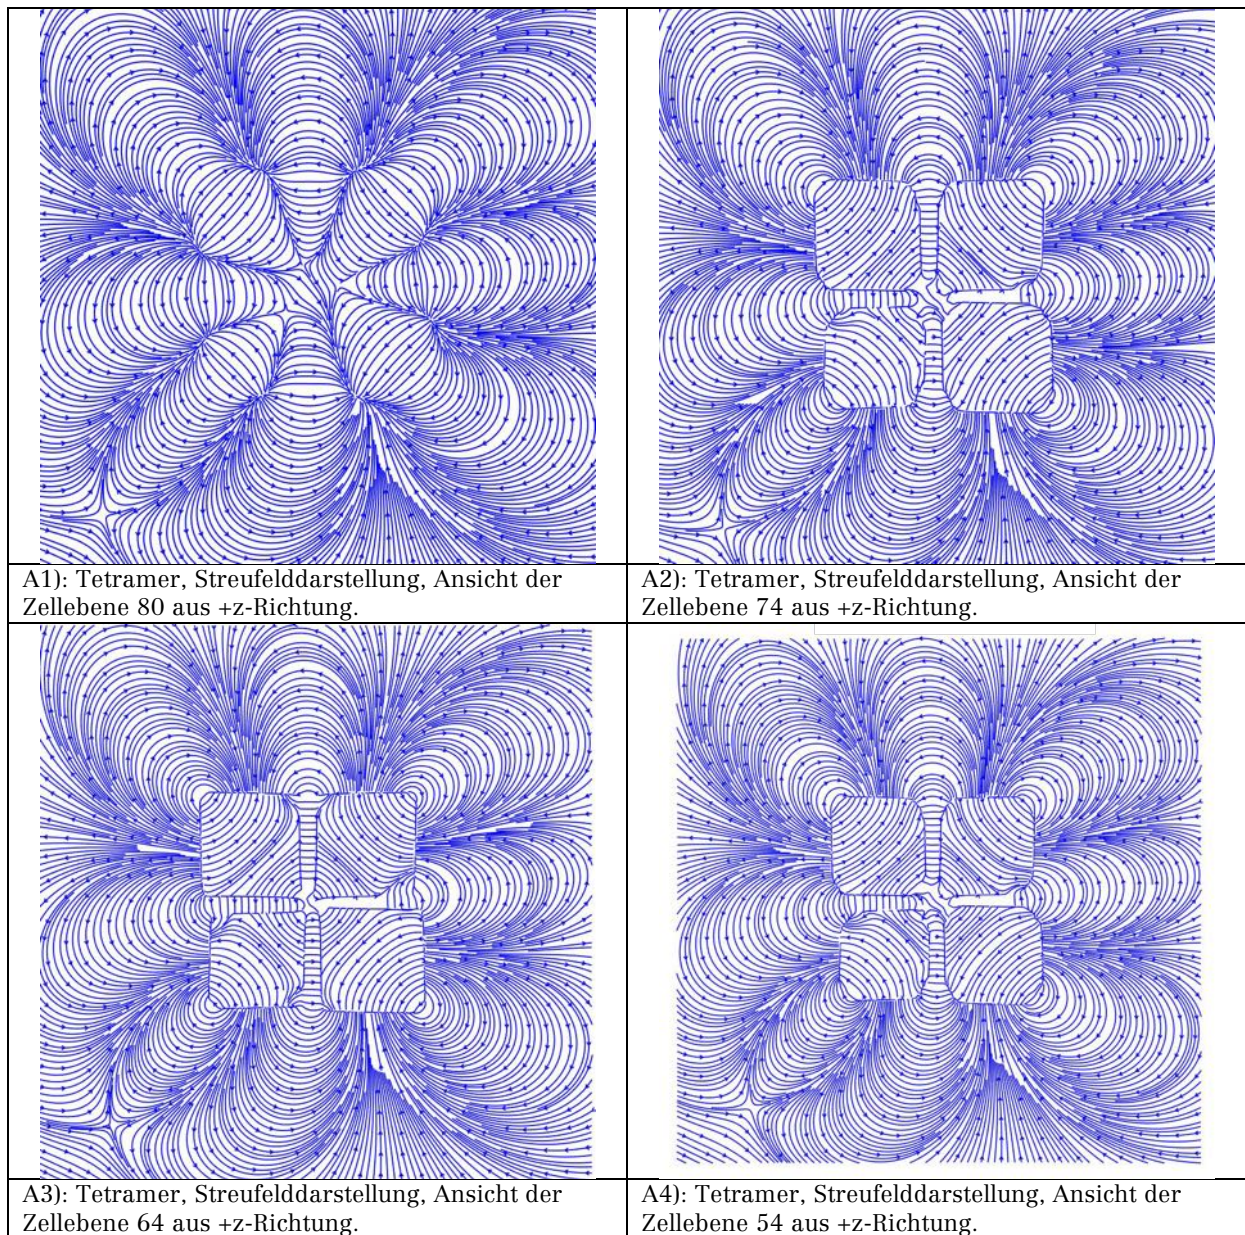 A1): Tetramer, Streufelddarstellung, Ansicht der
Zellebene 80 aus +z-Richtung.
A2): Tetramer, Streufelddarstellung, Ansicht der
Zellebene 74 aus +z-Richtung.
A3): Tetramer, Streufelddarstellung, Ansicht der
Zellebene 64 aus +z-Richtung.
A4): Tetramer, Streufelddarstellung, Ansicht der
Zellebene 54 aus +z-Richtung.